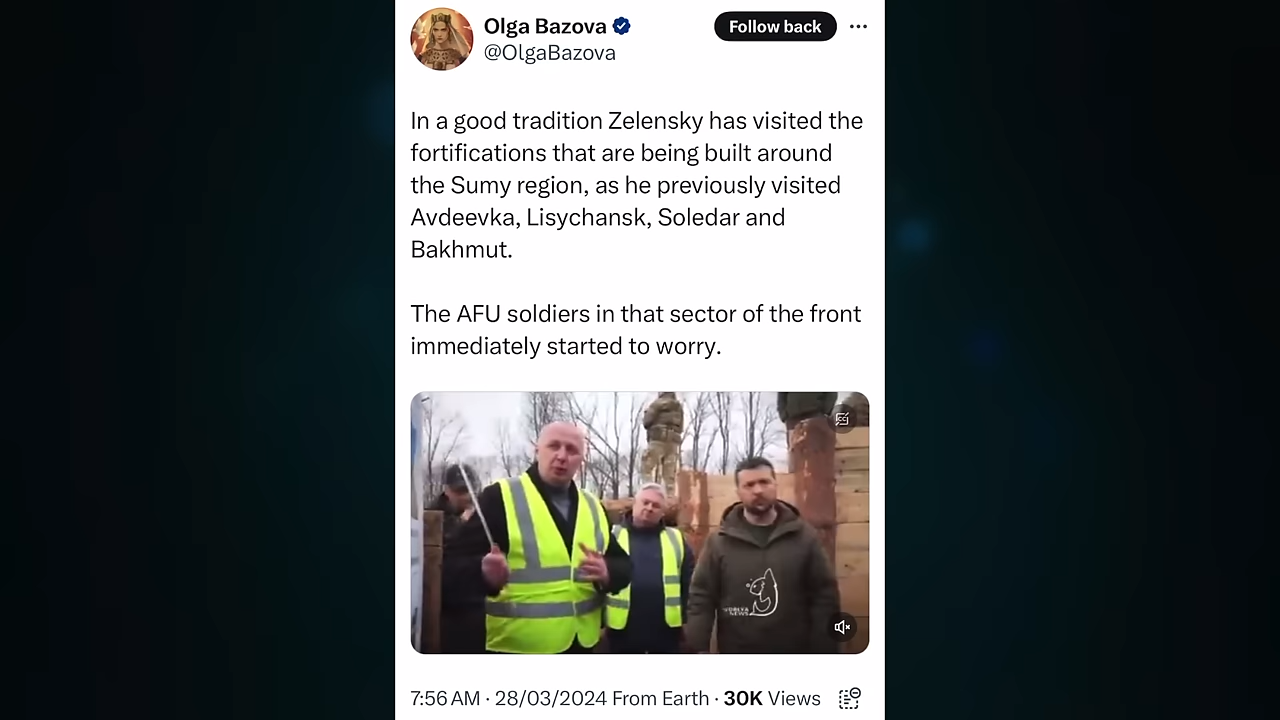 Olga Bazova
Follow back
@OlgaBazova
In a good tradition Zelensky has visited the
fortifications that are being built around
the Sumy region, as he previously visited
Avdeevka, Lisychansk, Soledar and
Bakhmut.
The AFU soldiers in that sector of the front
immediately started to worry.
NEWS
7:56 AM · 28/03/2024 From Earth · 30K Views